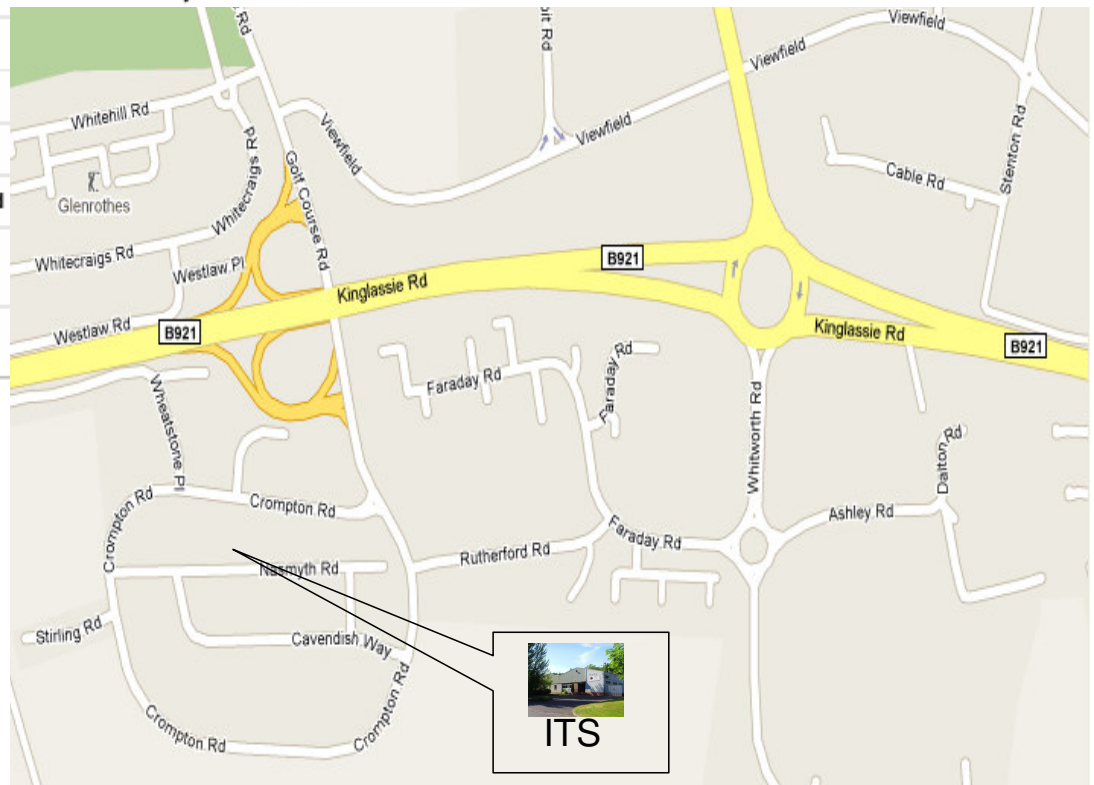 Rd
bit Rd
Viewfield
Viewfield
Whitehill Rd
Viewfield
Viewfield
Whitecraigs Rd
Stenton Rd
Golf Course Rd
Cable Rd
Glenrothes
Whitecraigs Rd
Whitecraigs Rd
Westlaw Pl
B921
Kinglassie Rd
Westlaw Rd
B921
Kinglassie Rd
B921
Faraday Rd
Faraday Rd
Wheatstone Pl
Whitworth Rd
Dalton Rd
Crompton Rd
Crompton Rd
Ashley Rd
Faraday Rd
Rutherford Rd
Nasmyth Rd
Stirling Rd
Cavendish Way
Crompton Rd
Crompton Rd
ITS